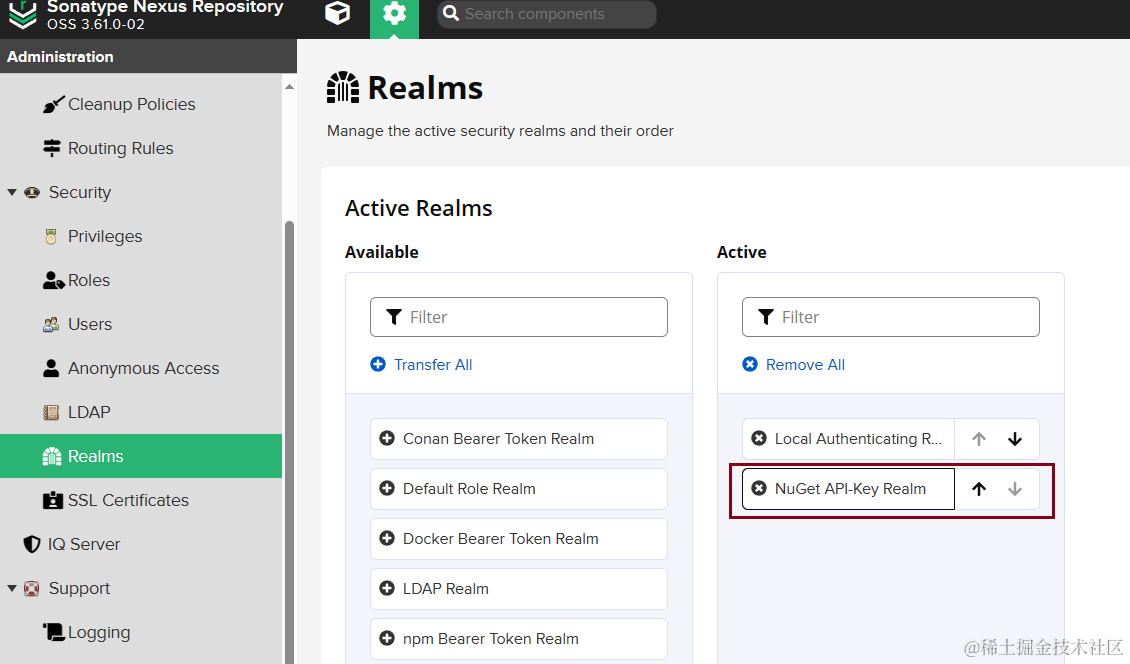 Sonatype Nexus Repository
OSS 3.61.0-02
Search components
Administration
Cleanup Policies
Routing Rules
Security
Privileges
Roles
Users
Anonymous Access
LDAP
Realms
SSL Certificates
IQ Server
Support
Logging
Realms
Manage the active security realms and their order
Active Realms
Available
Filter
Transfer All
Conan Bearer Token Realm
Default Role Realm
Docker Bearer Token Realm
LDAP Realm
npm Bearer Token Realm
Active
Filter
Remove All
Local Authenticating R...
NuGet API-Key Realm
@稀土掘金技术社区